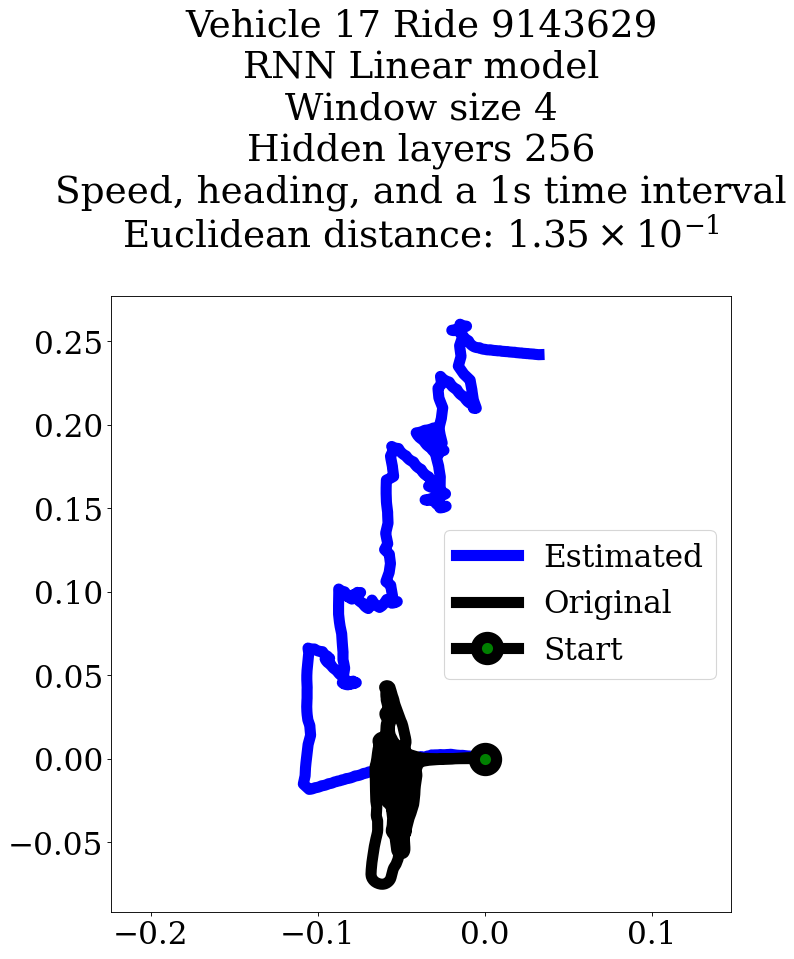 Vehicle 17 Ride 9143629
RNN Linear model
Window size 4
Hidden layers 256
Speed, heading, and a 1s time interval
Euclidean distance: 1.35 × 10⁻¹
0.25
0.20
0.15
0.10
0.05
0.00
−0.05
Estimated
Original
Start
−0.2
−0.1
0.0
0.1